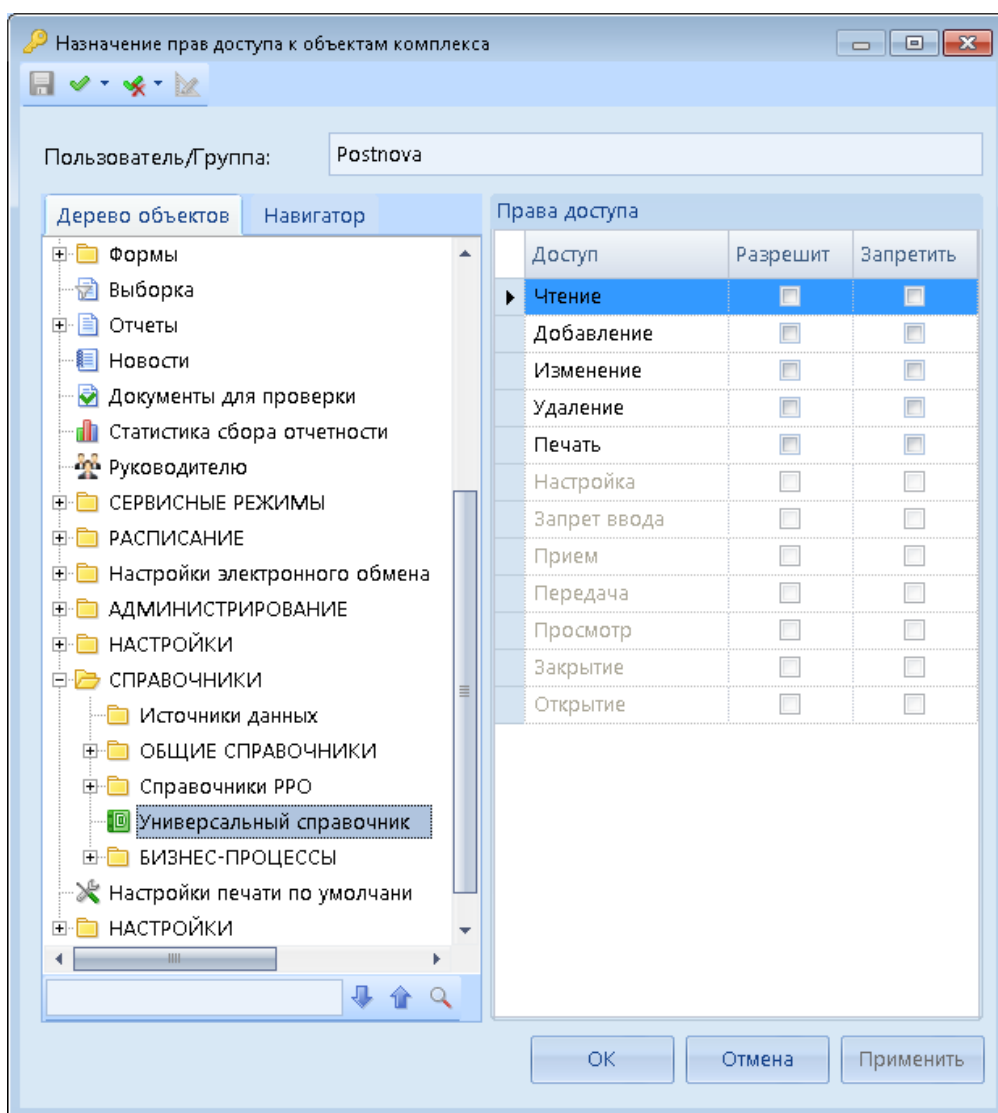 Назначение прав доступа к объектам комплекса
Пользователь/Группа: Postnova
Дерево объектов Навигатор
Формы
Выборка
Отчеты
Новости
Документы для проверки
Статистика сбора отчетности
Руководителю
СЕРВИСНЫЕ РЕЖИМЫ
РАСПИСАНИЕ
Настройки электронного обмена
АДМИНИСТРИРОВАНИЕ
НАСТРОЙКИ
СПРАВОЧНИКИ
Источники данных
ОБЩИЕ СПРАВОЧНИКИ
Справочники РРО
Универсальный справочник
БИЗНЕС-ПРОЦЕССЫ
Настройки печати по умолчани
НАСТРОЙКИ
Права доступа
Доступ Разрешит Запретить
Чтение
Добавление
Изменение
Удаление
Печать
Настройка
Запрет ввода
Прием
Передача
Просмотр
Закрытие
Открытие
ОК Отмена Применить